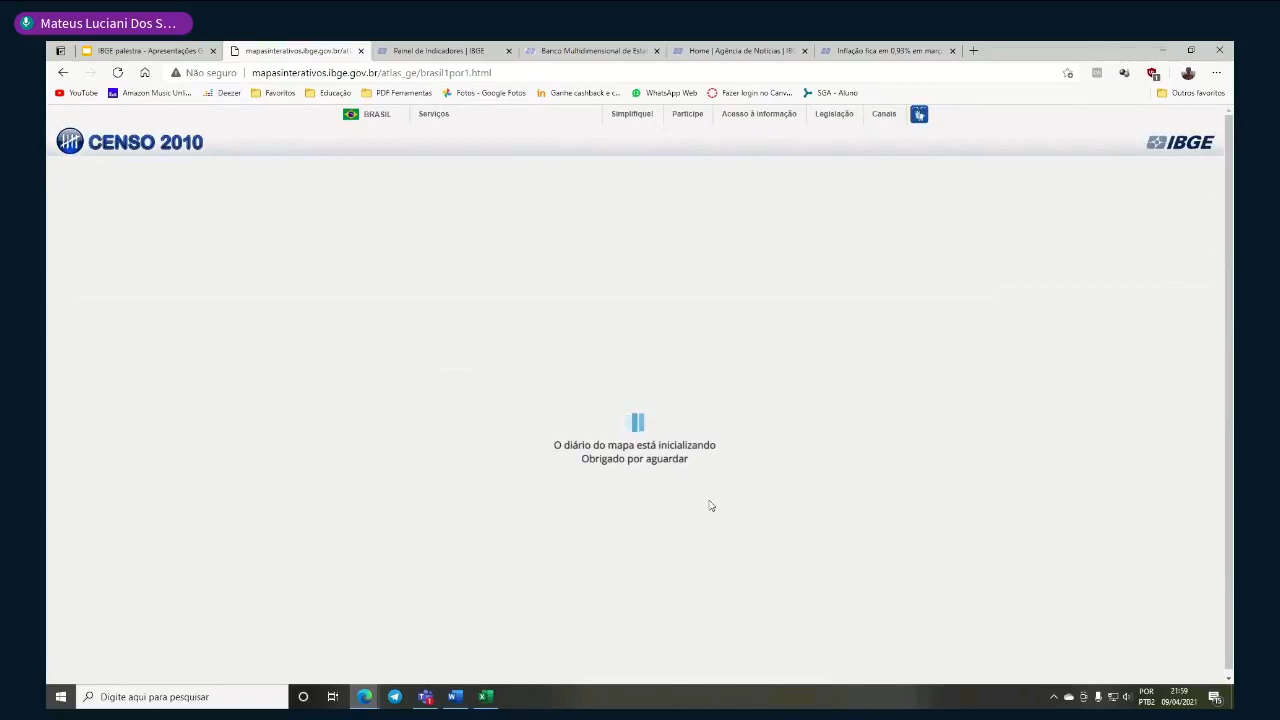 Mateus Luciani Dos S...
IBGE palestra - Apresentações G
mapasinterativos.ibge.gov.br/atl
Painel de Indicadores | IBGE
Banco Multidimensional de Estat
Home | Agência de Notícias | IB
Inflação fica em 0,93% em març
Não seguro
mapasinterativos.ibge.gov.br/atlas_ge/brasil1por1.html
YouTube
Amazon Music Uni...
Deezer
Favoritos
Educação
PDF Ferramentas
Fotos - Google Fotos
Ganhe cashback e c...
WhatsApp Web
Fazer login no Canv...
SGA - Aluno
Outros favoritos
BRASIL
Serviços
Simplifique!
Participe
Acesso à informação
Legislação
Canais
CENSO 2010
IBGE
O diário do mapa está inicializando
Obrigado por aguardar
Digite aqui para pesquisar
POR
PTB2
21:59
09/04/2021
15